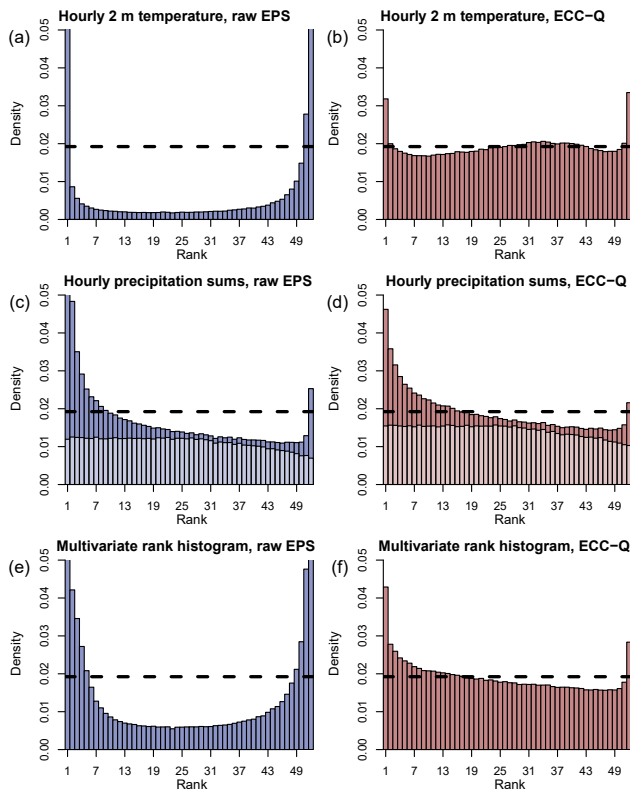 (a) Hourly 2 m temperature, raw EPS
Density
0.00 0.01 0.02 0.03 0.04 0.05
1 7 13 19 25 31 37 43 49
Rank
(b) Hourly 2 m temperature, ECC−Q
Density
0.00 0.01 0.02 0.03 0.04 0.05
1 7 13 19 25 31 37 43 49
Rank
(c) Hourly precipitation sums, raw EPS
Density
0.00 0.01 0.02 0.03 0.04 0.05
1 7 13 19 25 31 37 43 49
Rank
(d) Hourly precipitation sums, ECC−Q
Density
0.00 0.01 0.02 0.03 0.04 0.05
1 7 13 19 25 31 37 43 49
Rank
(e) Multivariate rank histogram, raw EPS
Density
0.00 0.01 0.02 0.03 0.04 0.05
1 7 13 19 25 31 37 43 49
Rank
(f) Multivariate rank histogram, ECC−Q
Density
0.00 0.01 0.02 0.03 0.04 0.05
1 7 13 19 25 31 37 43 49
Rank